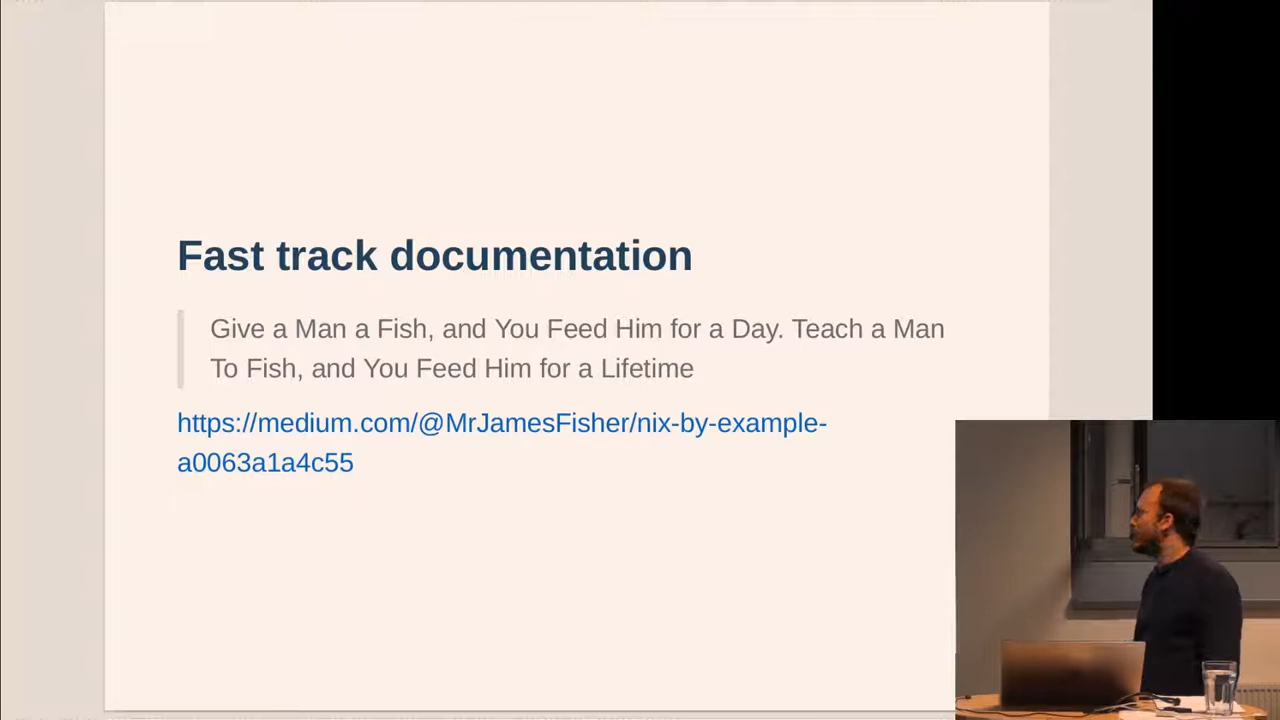 Fast track documentation
Give a Man a Fish, and You Feed Him for a Day. Teach a Man
To Fish, and You Feed Him for a Lifetime
https://medium.com/@MrJamesFisher/nix-by-example-
a0063a1a4c55